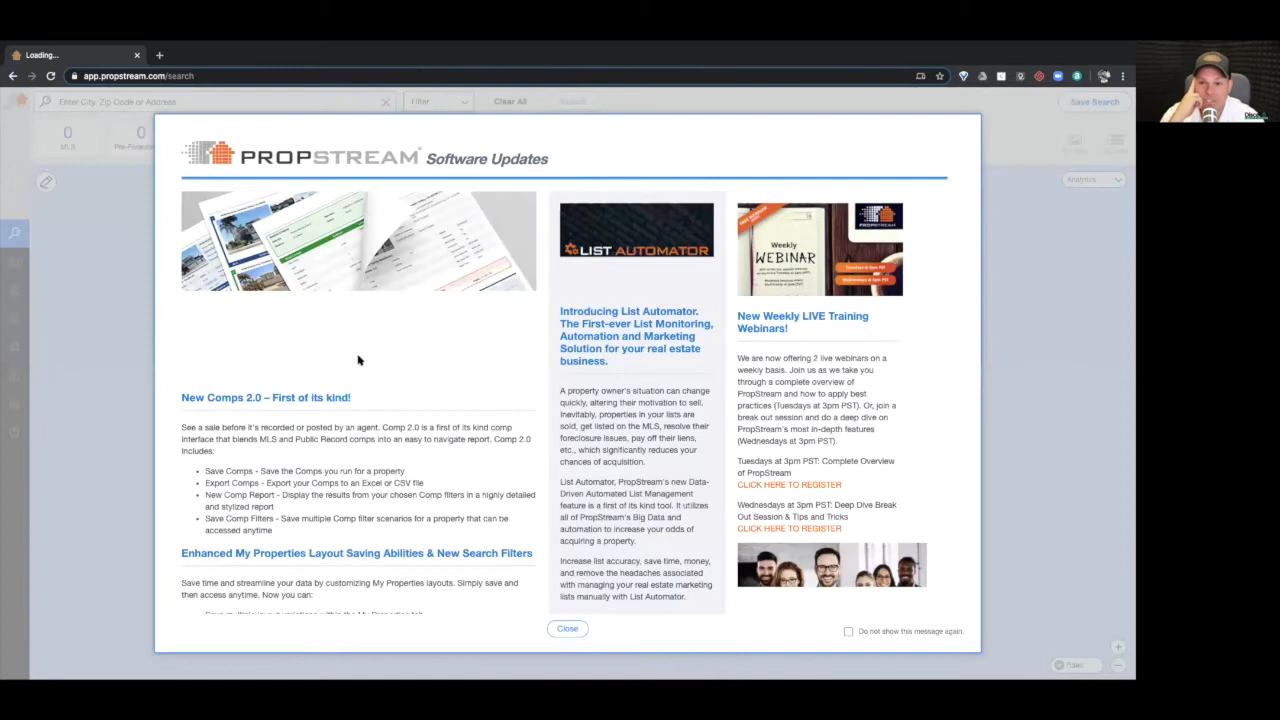 Loading...
app.propstream.com/search
Enter City, Zip Code or Address
Filter
Clear All
Search
Save Search
0
MLS
0
Pre-Foreclosu
Analytics
PROPSTREAM Software Updates
New Comps 2.0 – First of its kind!
See a sale before it's recorded or posted by an agent. Comp 2.0 is a first of its kind comp
interface that blends MLS and Public Record comps into an easy to navigate report. Comp 2.0
Includes:
• Save Comps - Save the Comps you run for a property
• Export Comps - Export your Comps to an Excel or CSV file
• New Comp Report - Display the results from your chosen Comp filters in a highly detailed
and stylized report
• Save Comp Filters - Save multiple Comp filter scenarios for a property that can be
accessed anytime
Enhanced My Properties Layout Saving Abilities & New Search Filters
Save time and streamline your data by customizing My Properties layouts. Simply save and
then access anytime. Now you can:
LIST AUTOMATOR
Introducing List Automator.
The First-ever List Monitoring,
Automation and Marketing
Solution for your real estate
business.
A property owner's situation can change
quickly, altering their motivation to sell.
Inevitably, properties in your lists are
sold, get listed on the MLS, resolve their
foreclosure issues, pay off their liens,
etc., which significantly reduces your
chances of acquisition.
List Automator, PropStream's new Data-
Driven Automated List Management
feature is a first of its kind tool. It utilizes
all of PropStream's Big Data and
automation to increase your odds of
acquiring a property.
Increase list accuracy, save time, money,
and remove the headaches associated
with managing your real estate marketing
lists manually with List Automator.
PROPSTREAM
Weekly
WEBINAR
New Weekly LIVE Training
Webinars!
We are now offering 2 live webinars on a
weekly basis. Join us as we take you
through a complete overview of
PropStream and how to apply best
practices (Tuesdays at 3pm PST). Or, join a
break out session and do a deep dive on
PropStream's most in-depth features
(Wednesdays at 3pm PST).
Tuesdays at 3pm PST: Complete Overview
of PropStream
CLICK HERE TO REGISTER
Wednesdays at 3pm PST: Deep Dive Break
Out Session & Tips and Tricks
CLICK HERE TO REGISTER
Close
Do not show this message again.